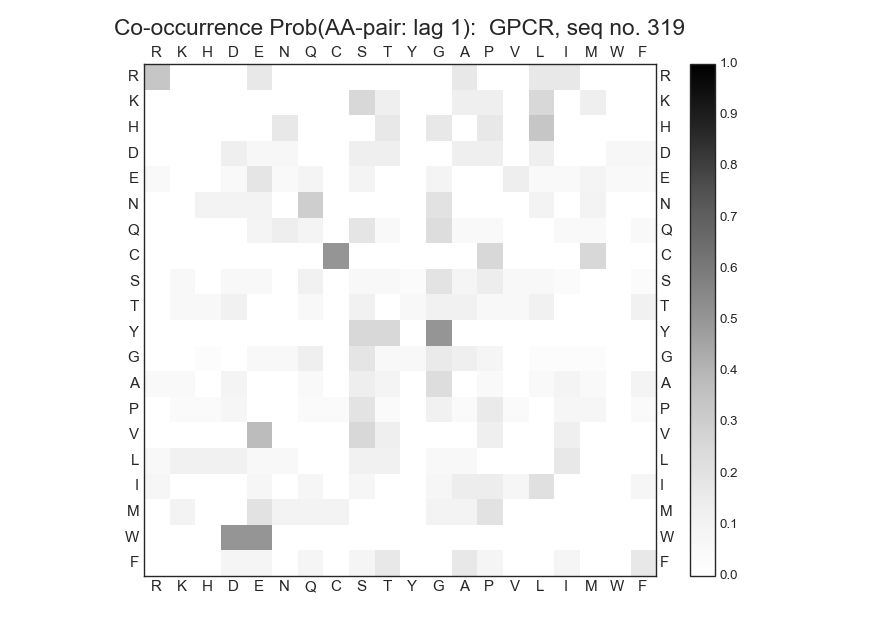 Co-occurrence Prob(AA-pair: lag 1):  GPCR, seq no. 319
R K H D E N Q C S T Y G A P V L I M W F
R R
K K
H H
D D
E E
N N
Q Q
C C
S S
T T
Y Y
G G
A A
P P
V V
L L
I I
M M
W W
F F
R K H D E N Q C S T Y G A P V L I M W F
1.0
0.9
0.8
0.7
0.6
0.5
0.4
0.3
0.2
0.1
0.0